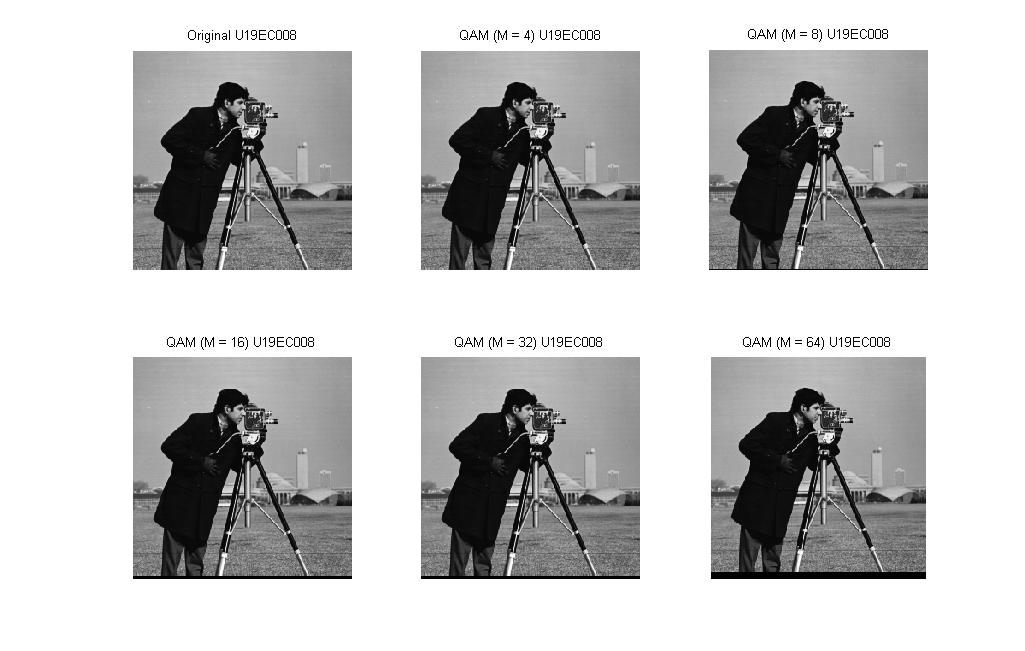 Original U19EC008
QAM (M = 4) U19EC008
QAM (M = 8) U19EC008
QAM (M = 16) U19EC008
QAM (M = 32) U19EC008
QAM (M = 64) U19EC008